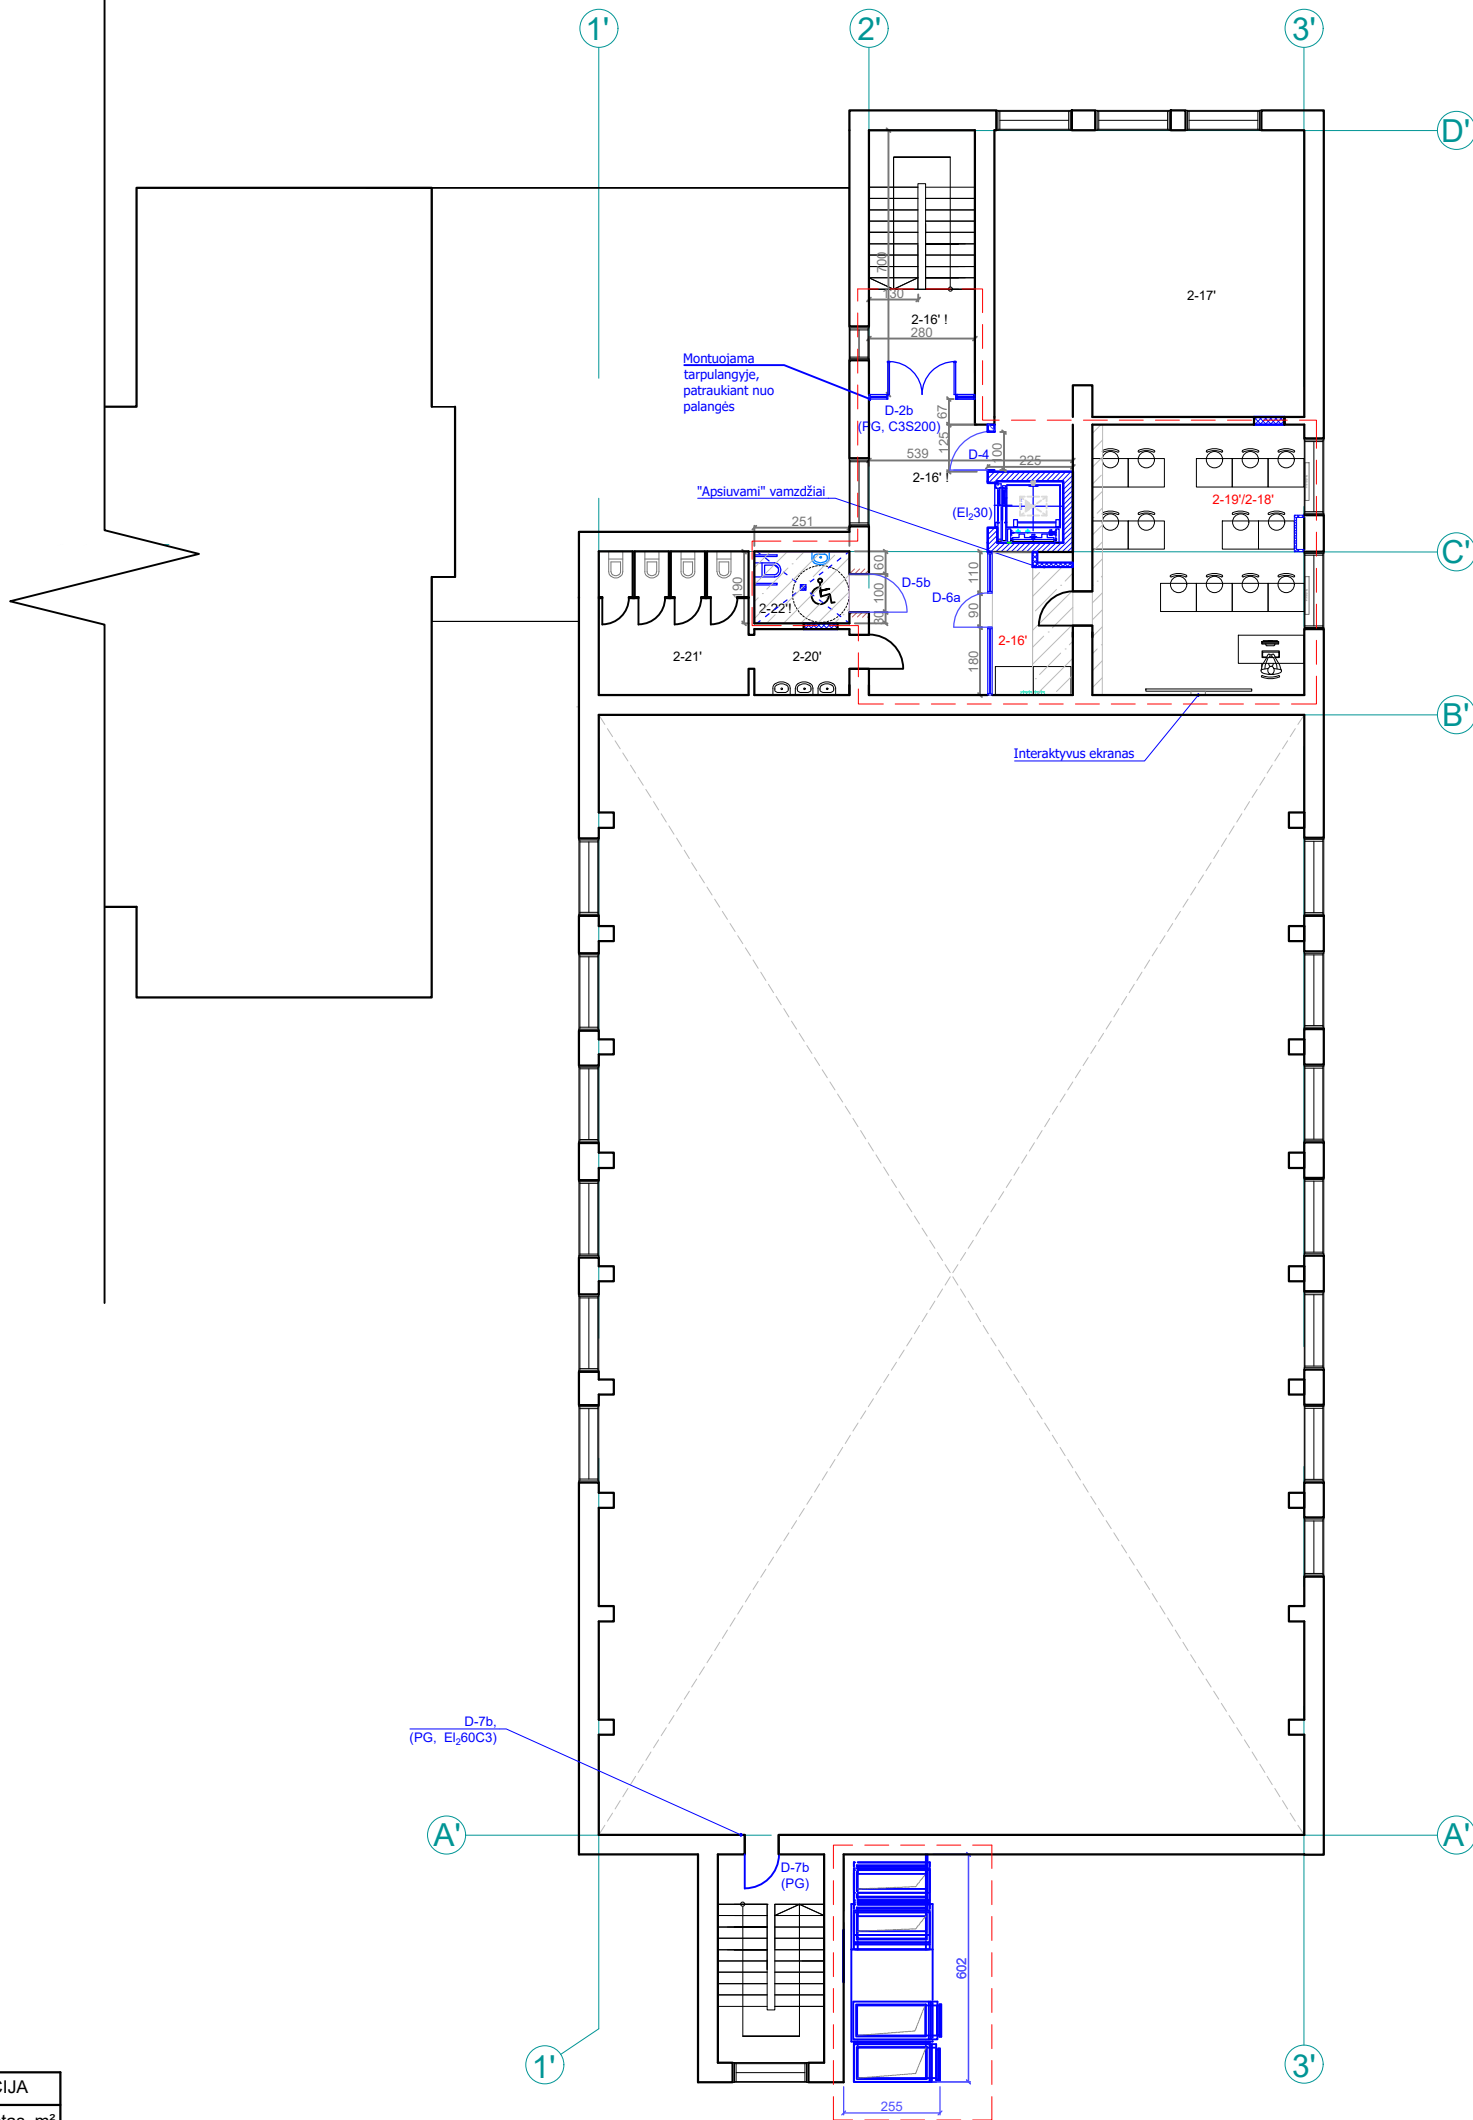 1'
2'
3'
D'
700
130
2-16' !
280
2-17'
Montuojama
tarpulangyje,
patraukiant nuo
palangės
D-2b
(PG, C3S200)
67
125
100
D-4
539
225
2-16' !
"Apsiuvami" vamzdžiai
(EI₂30)
2-19'/2-18'
251
C'
190
60
100
80
D-5b
D-6a
110
90
180
2-22'!
2-16'
2-21'
2-20'
B'
Interaktyvus ekranas
D-7b,
(PG, EI₂60C3)
A'
A'
D-7b
(PG)
602
255
1'
3'
CIJA
m²